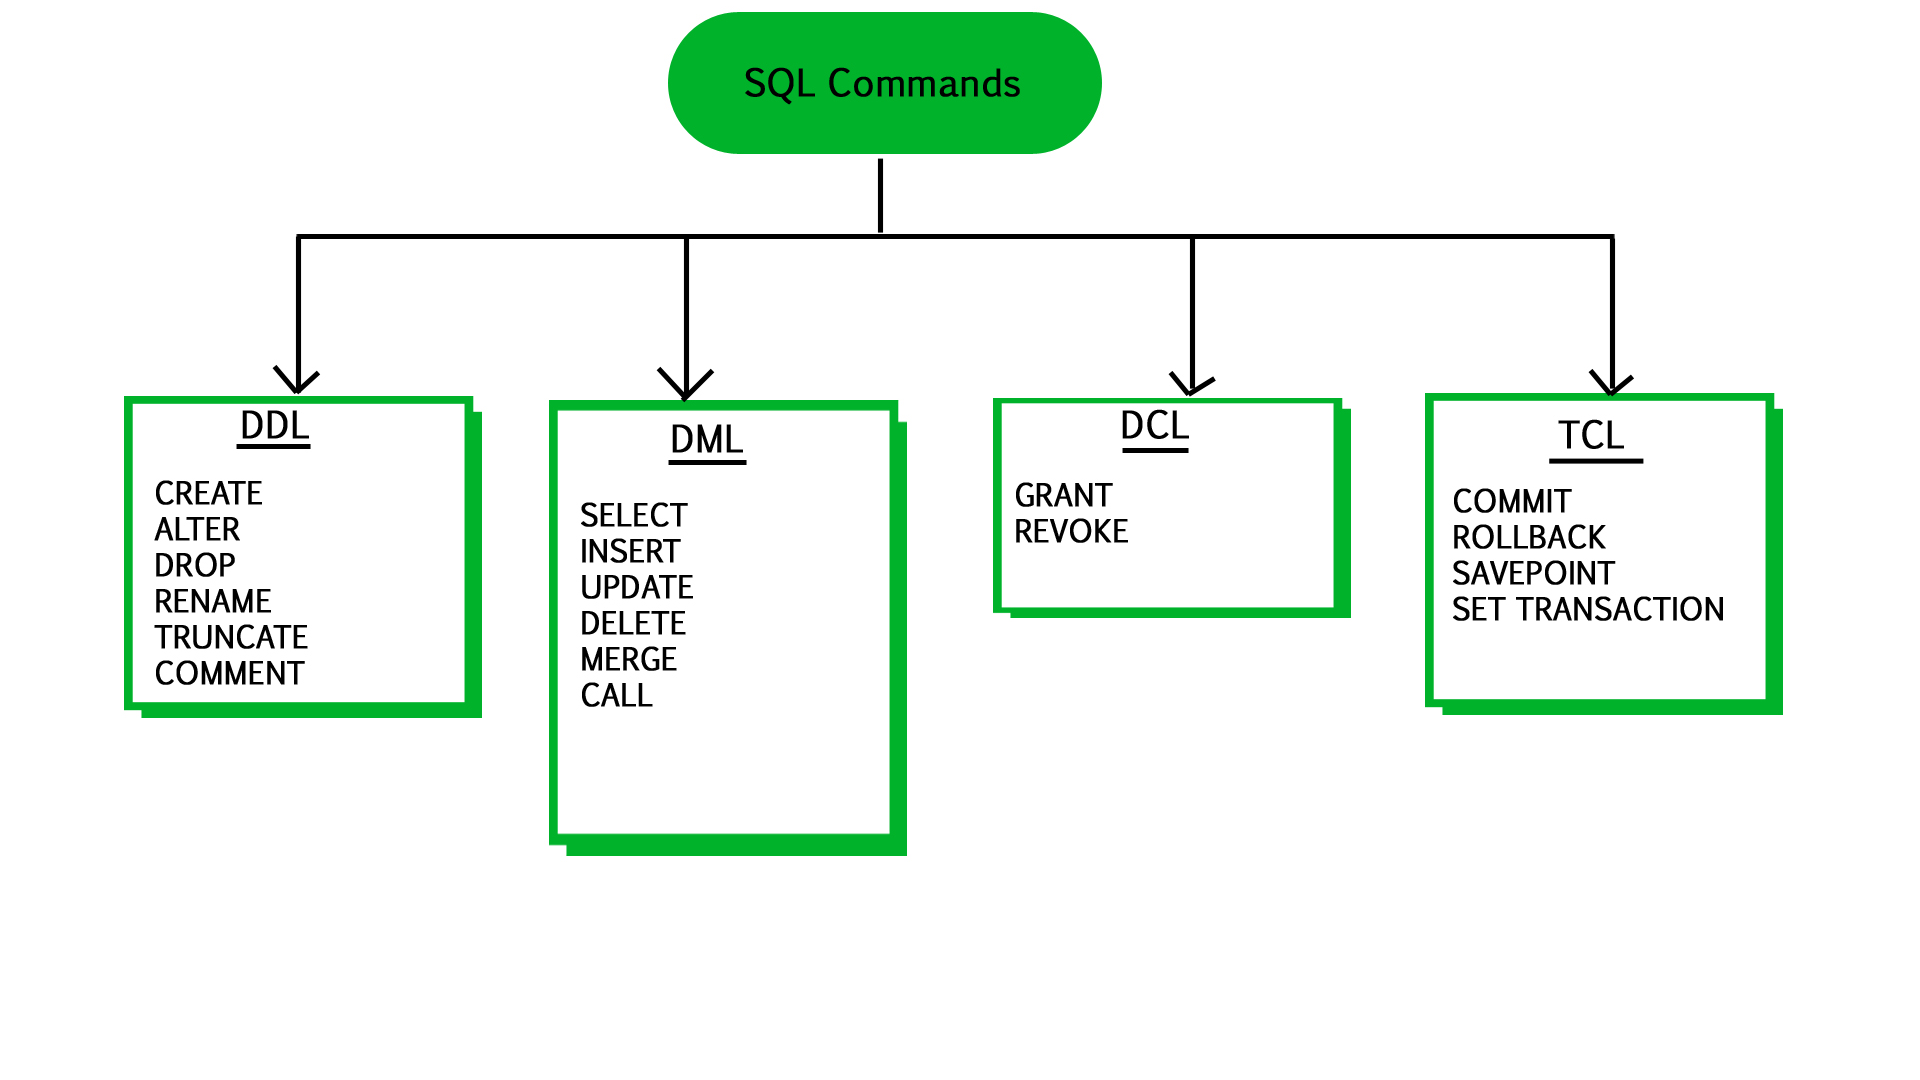 SQL Commands
DDL
CREATE
ALTER
DROP
RENAME
TRUNCATE
COMMENT
DML
SELECT
INSERT
UPDATE
DELETE
MERGE
CALL
DCL
GRANT
REVOKE
TCL
COMMIT
ROLLBACK
SAVEPOINT
SET TRANSACTION